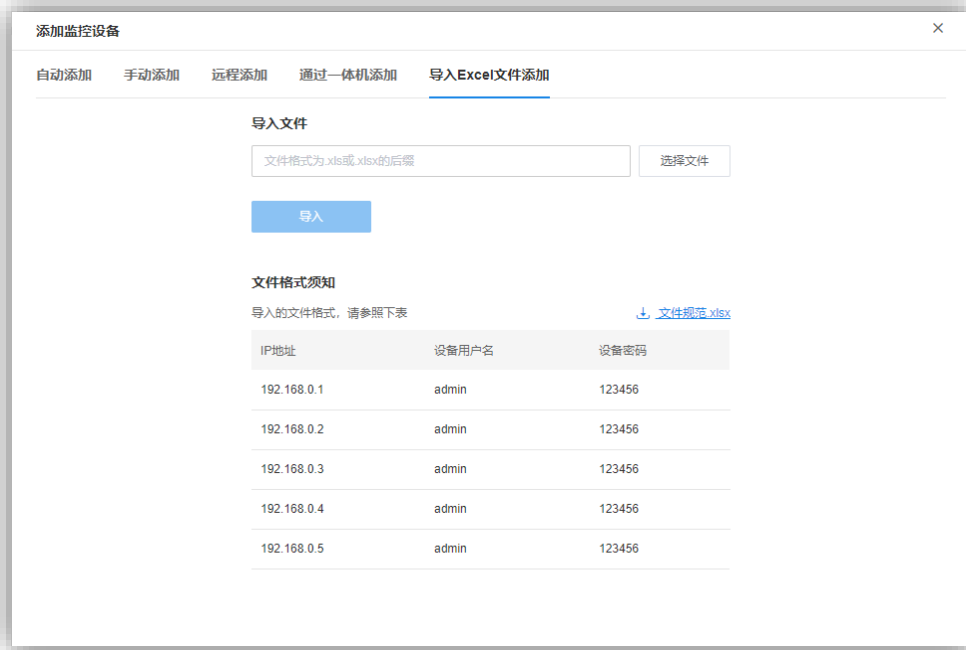 添加监控设备
自动添加 手动添加 远程添加 通过一体机添加 导入Excel文件添加
导入文件
文件格式为.xls或.xlsx的后缀 选择文件
导入
文件格式须知
导入的文件格式，请参照下表 文件规范.xlsx
IP地址 设备用户名 设备密码
192.168.0.1 admin 123456
192.168.0.2 admin 123456
192.168.0.3 admin 123456
192.168.0.4 admin 123456
192.168.0.5 admin 123456